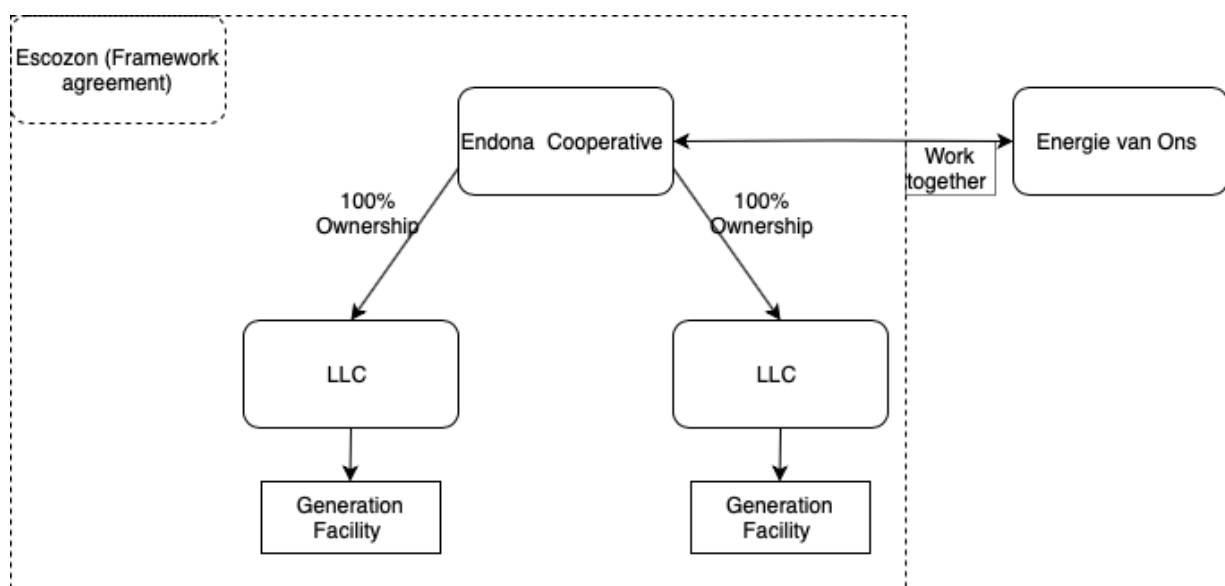 Escozon (Framework
agreement)
Endona Cooperative
Energie van Ons
Work
together
100%
Ownership
100%
Ownership
LLC
LLC
Generation
Facility
Generation
Facility